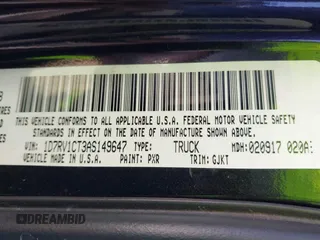 THIS VEHICLE CONFORMS TO ALL APPLICABLE U.S.A. FEDERAL MOTOR VEHICLE SAFETY
STANDARDS IN EFFECT ON THE DATE OF MANUFACTURE SHOWN ABOVE.
VIN: 1D7RV1CT3AS149647 TYPE: TRUCK MDH: 020917 020AE
VEHICLE MADE IN U.S.A. PAINT: PXR TRIM: GJKT
DREAMBID